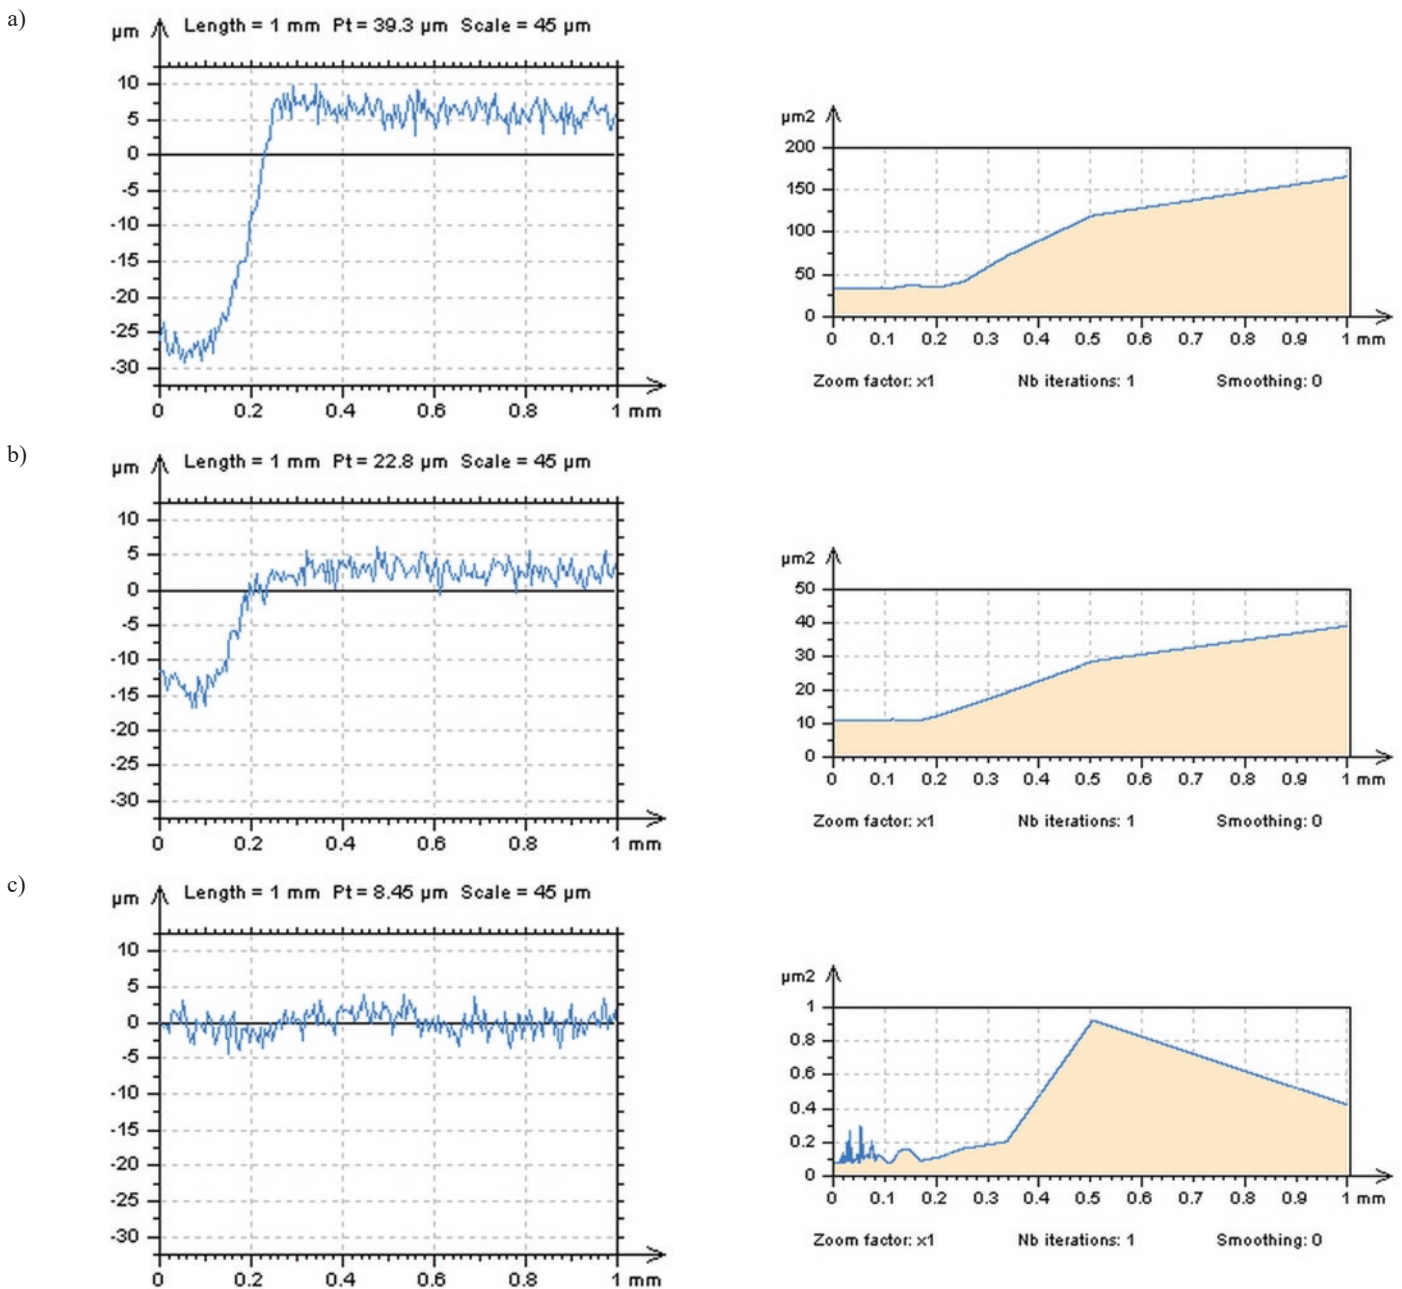 a)
µm Length = 1 mm Pt = 39.3 µm Scale = 45 µm
10
5
0
-5
-10
-15
-20
-25
-30
0 0.2 0.4 0.6 0.8 1 mm
µm2
200
150
100
50
0
0 0.1 0.2 0.3 0.4 0.5 0.6 0.7 0.8 0.9 1 mm
Zoom factor: x1 Nb iterations: 1 Smoothing: 0
b)
µm Length = 1 mm Pt = 22.8 µm Scale = 45 µm
10
5
0
-5
-10
-15
-20
-25
-30
0 0.2 0.4 0.6 0.8 1 mm
µm2
50
40
30
20
10
0
0 0.1 0.2 0.3 0.4 0.5 0.6 0.7 0.8 0.9 1 mm
Zoom factor: x1 Nb iterations: 1 Smoothing: 0
c)
µm Length = 1 mm Pt = 8.45 µm Scale = 45 µm
10
5
0
-5
-10
-15
-20
-25
-30
0 0.2 0.4 0.6 0.8 1 mm
µm2
1
0.8
0.6
0.4
0.2
0
0 0.1 0.2 0.3 0.4 0.5 0.6 0.7 0.8 0.9 1 mm
Zoom factor: x1 Nb iterations: 1 Smoothing: 0